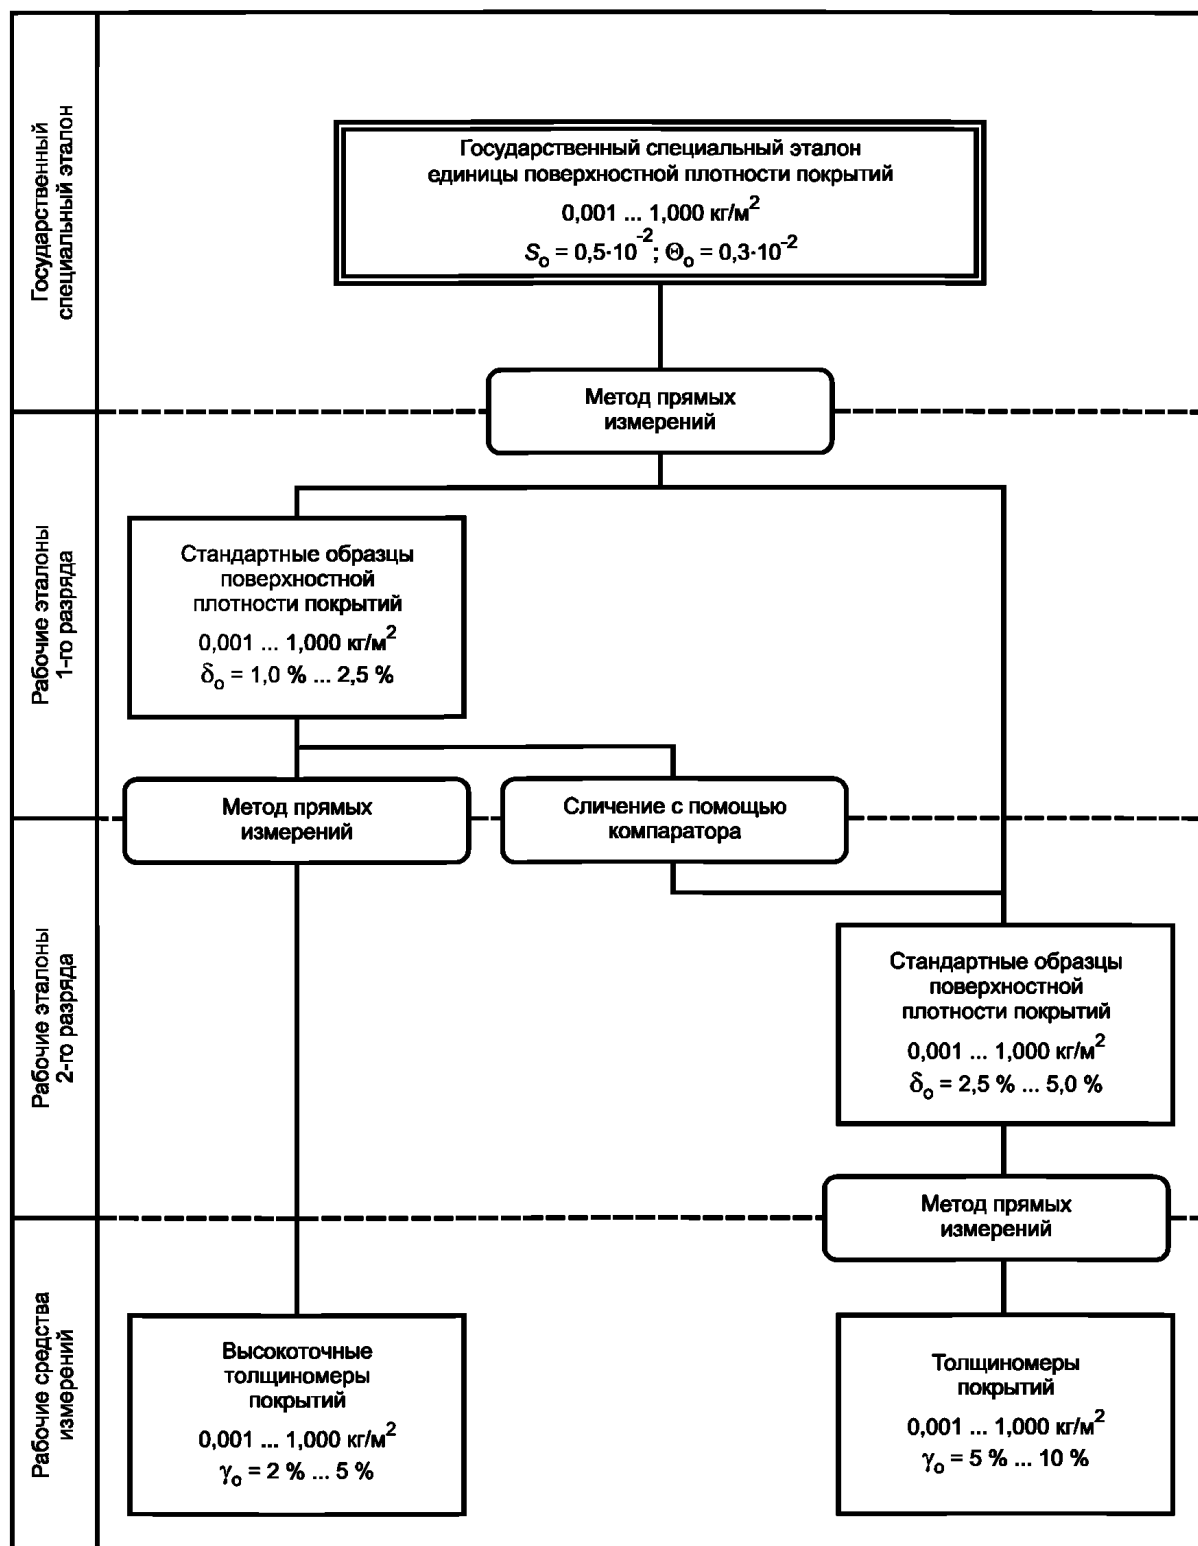 Государственный
специальный эталон
Государственный специальный эталон
единицы поверхностной плотности покрытий
0,001 ... 1,000 кг/м²
Sₒ = 0,5·10⁻²; Θₒ = 0,3·10⁻²
Метод прямых
измерений
Рабочие эталоны
1-го разряда
Стандартные образцы
поверхностной
плотности покрытий
0,001 ... 1,000 кг/м²
δₒ = 1,0 % ... 2,5 %
Метод прямых
измерений
Сличение с помощью
компаратора
Рабочие эталоны
2-го разряда
Стандартные образцы
поверхностной
плотности покрытий
0,001 ... 1,000 кг/м²
δₒ = 2,5 % ... 5,0 %
Метод прямых
измерений
Рабочие средства
измерений
Высокоточные
толщиномеры
покрытий
0,001 ... 1,000 кг/м²
γₒ = 2 % ... 5 %
Толщиномеры
покрытий
0,001 ... 1,000 кг/м²
γₒ = 5 % ... 10 %